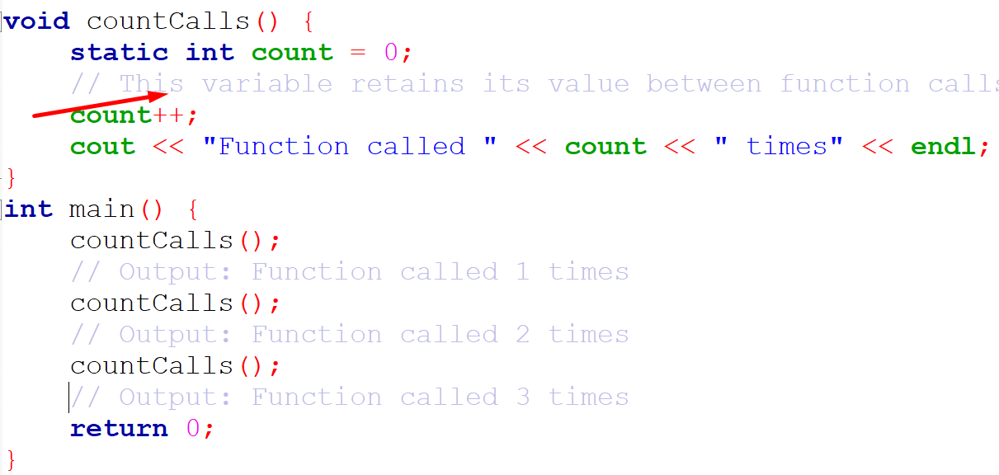 void countCalls() {
    static int count = 0;
    // This variable retains its value between function calls
    count++;
    cout << "Function called " << count << " times" << endl;
}
int main() {
    countCalls();
    // Output: Function called 1 times
    countCalls();
    // Output: Function called 2 times
    countCalls();
    // Output: Function called 3 times
    return 0;
}